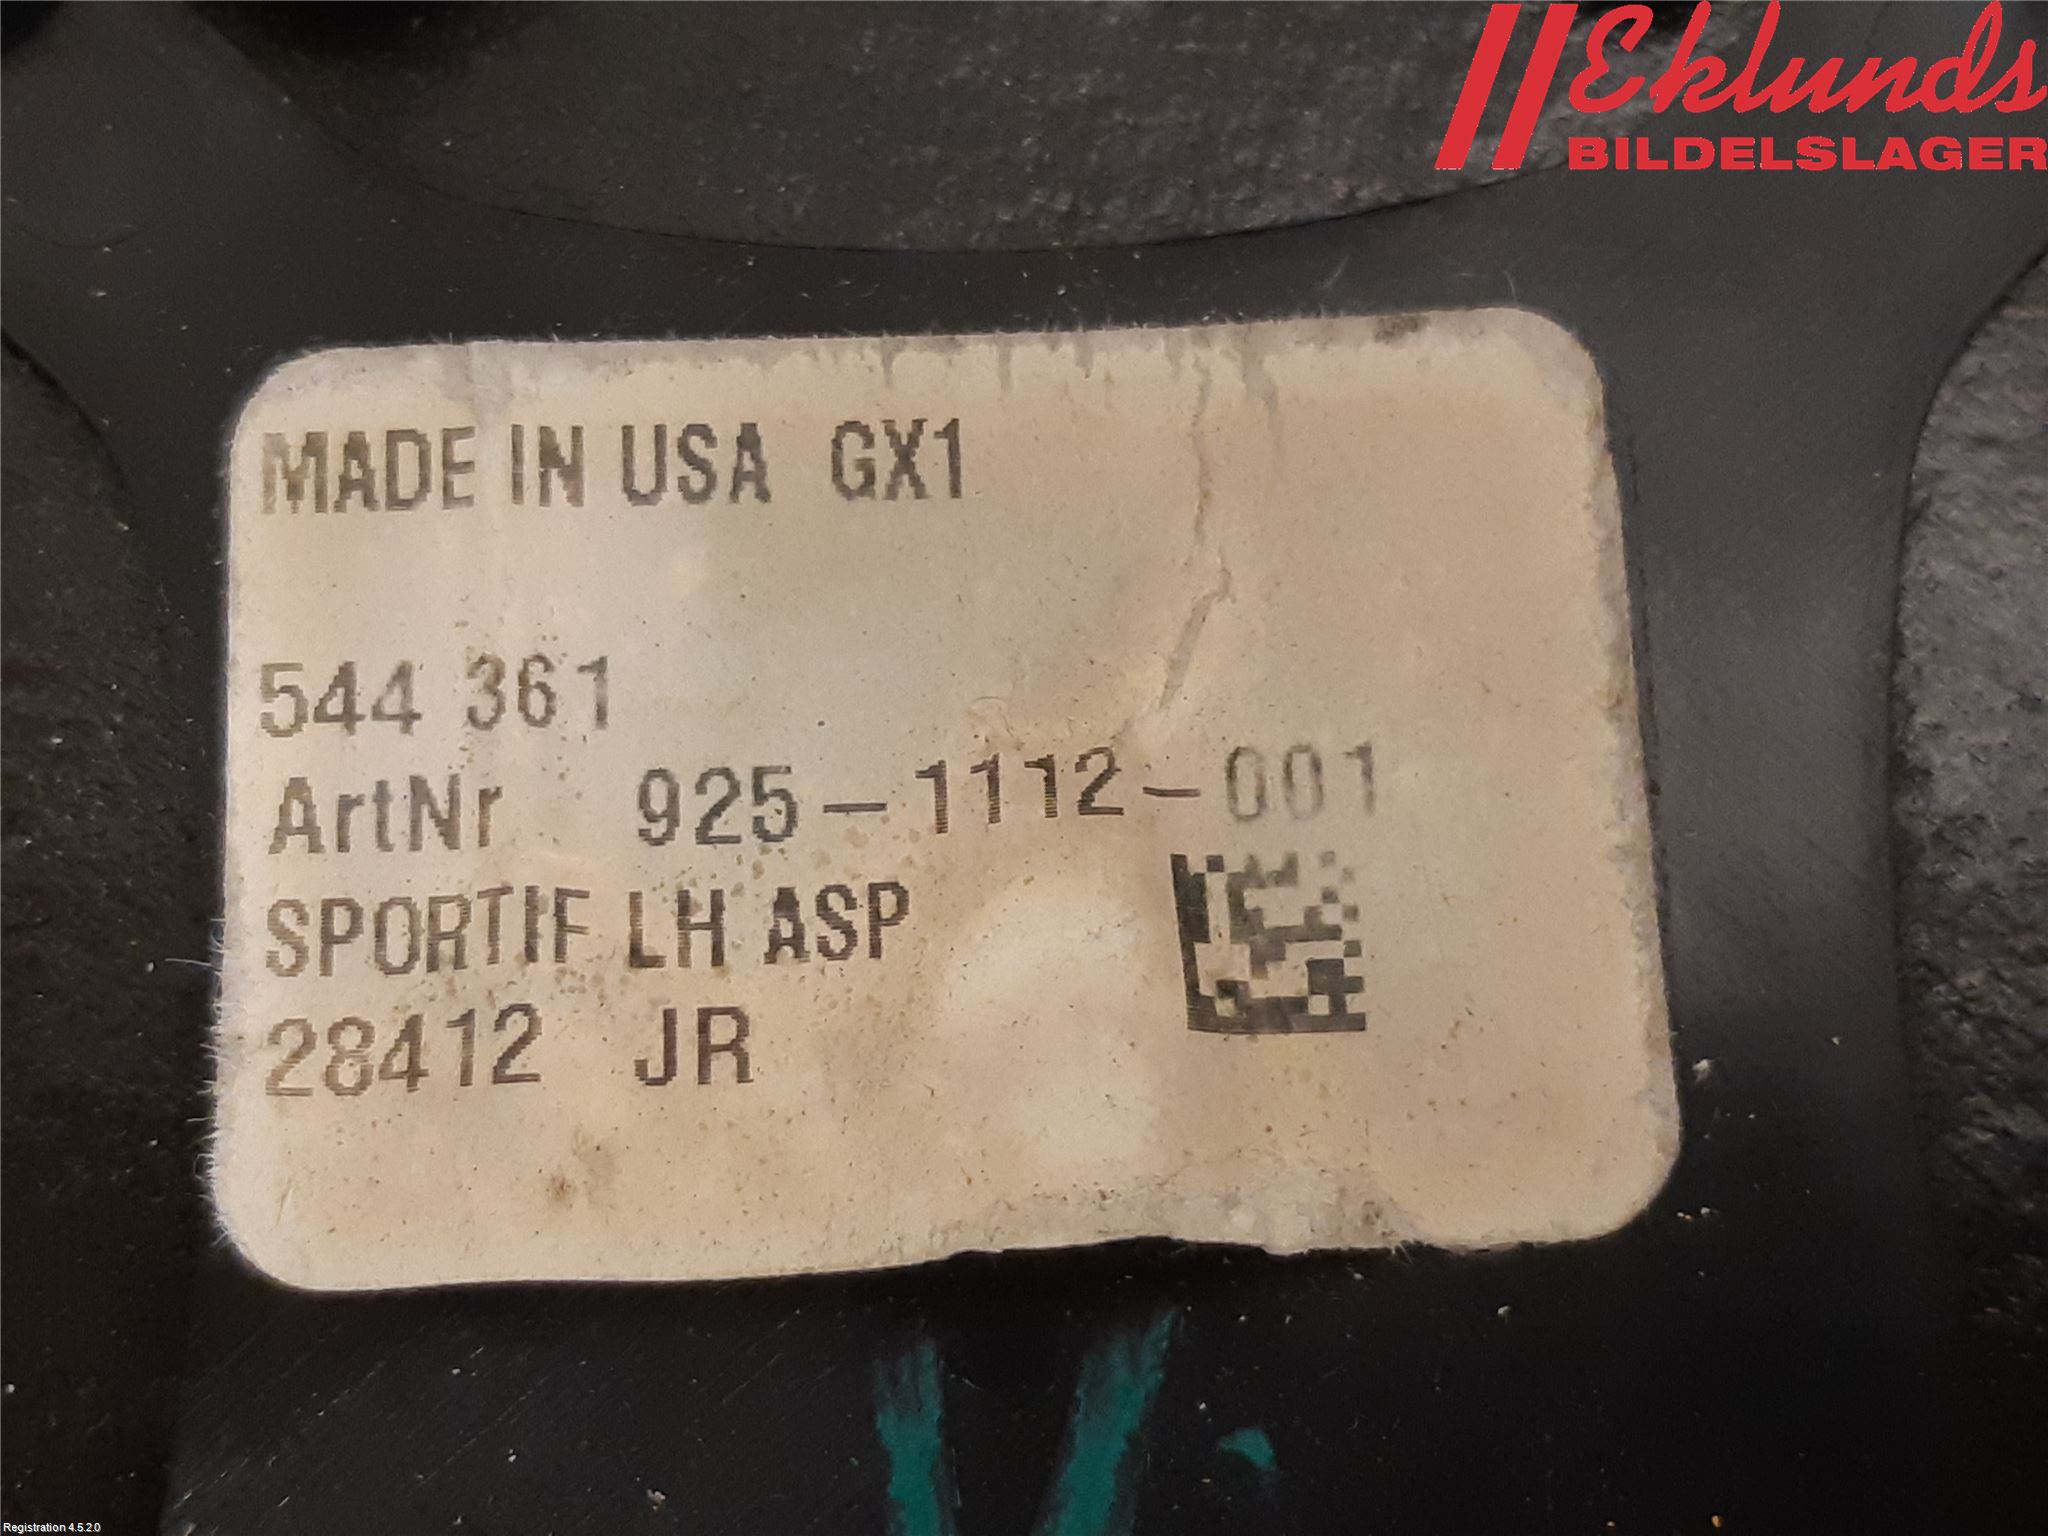 Eklunds
BILDELSLAGER
MADE IN USA GX1
544 361
ArtNr 925-1112-001
SPORTIF LH ASP
28412 JR
Registration 4.5.2.0